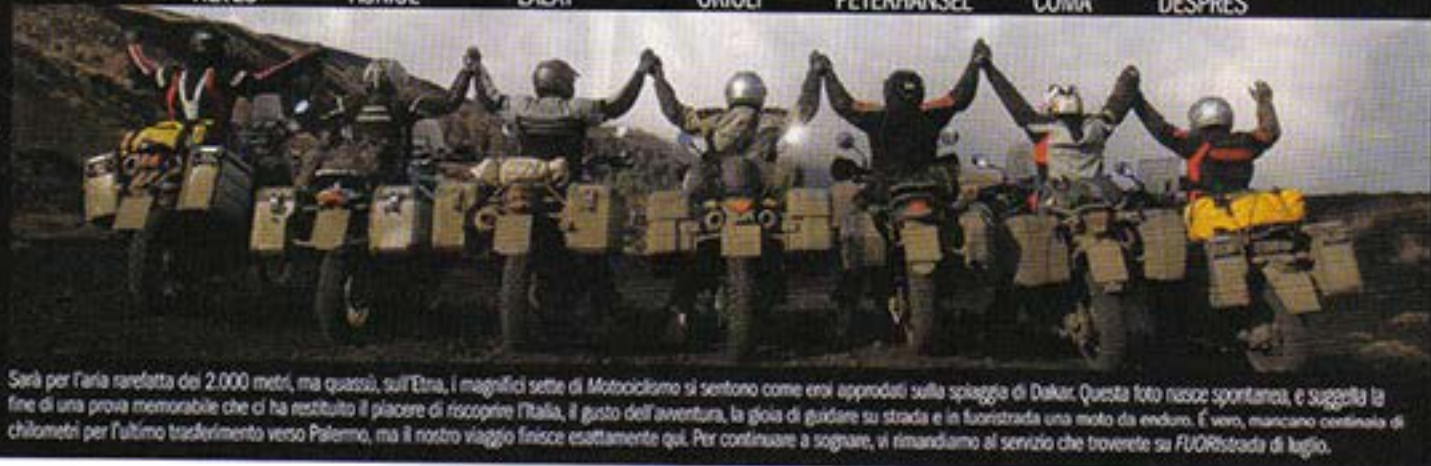 ORIOLI PETERHANSEL COMA DESPRES
Sarà per l'aria rarefatta dei 2.000 metri, ma quassù, sull'Etna, i magnifici sette di Motociclismo si sentono come eroi approdati sulla spiaggia di Dakar. Questa foto nasce spontanea, e suggella la
fine di una prova memorabile che ci ha restituito il piacere di riscoprire l'Italia, il gusto dell'avventura, la gioia di guidare su strada e in fuoristrada una moto da enduro. É vero, mancano centinaia di
chilometri per l'ultimo trasferimento verso Palermo, ma il nostro viaggio finisce esattamente qui. Per continuare a sognare, vi rimandiamo al servizio che troverete su FUORIstrada di luglio.